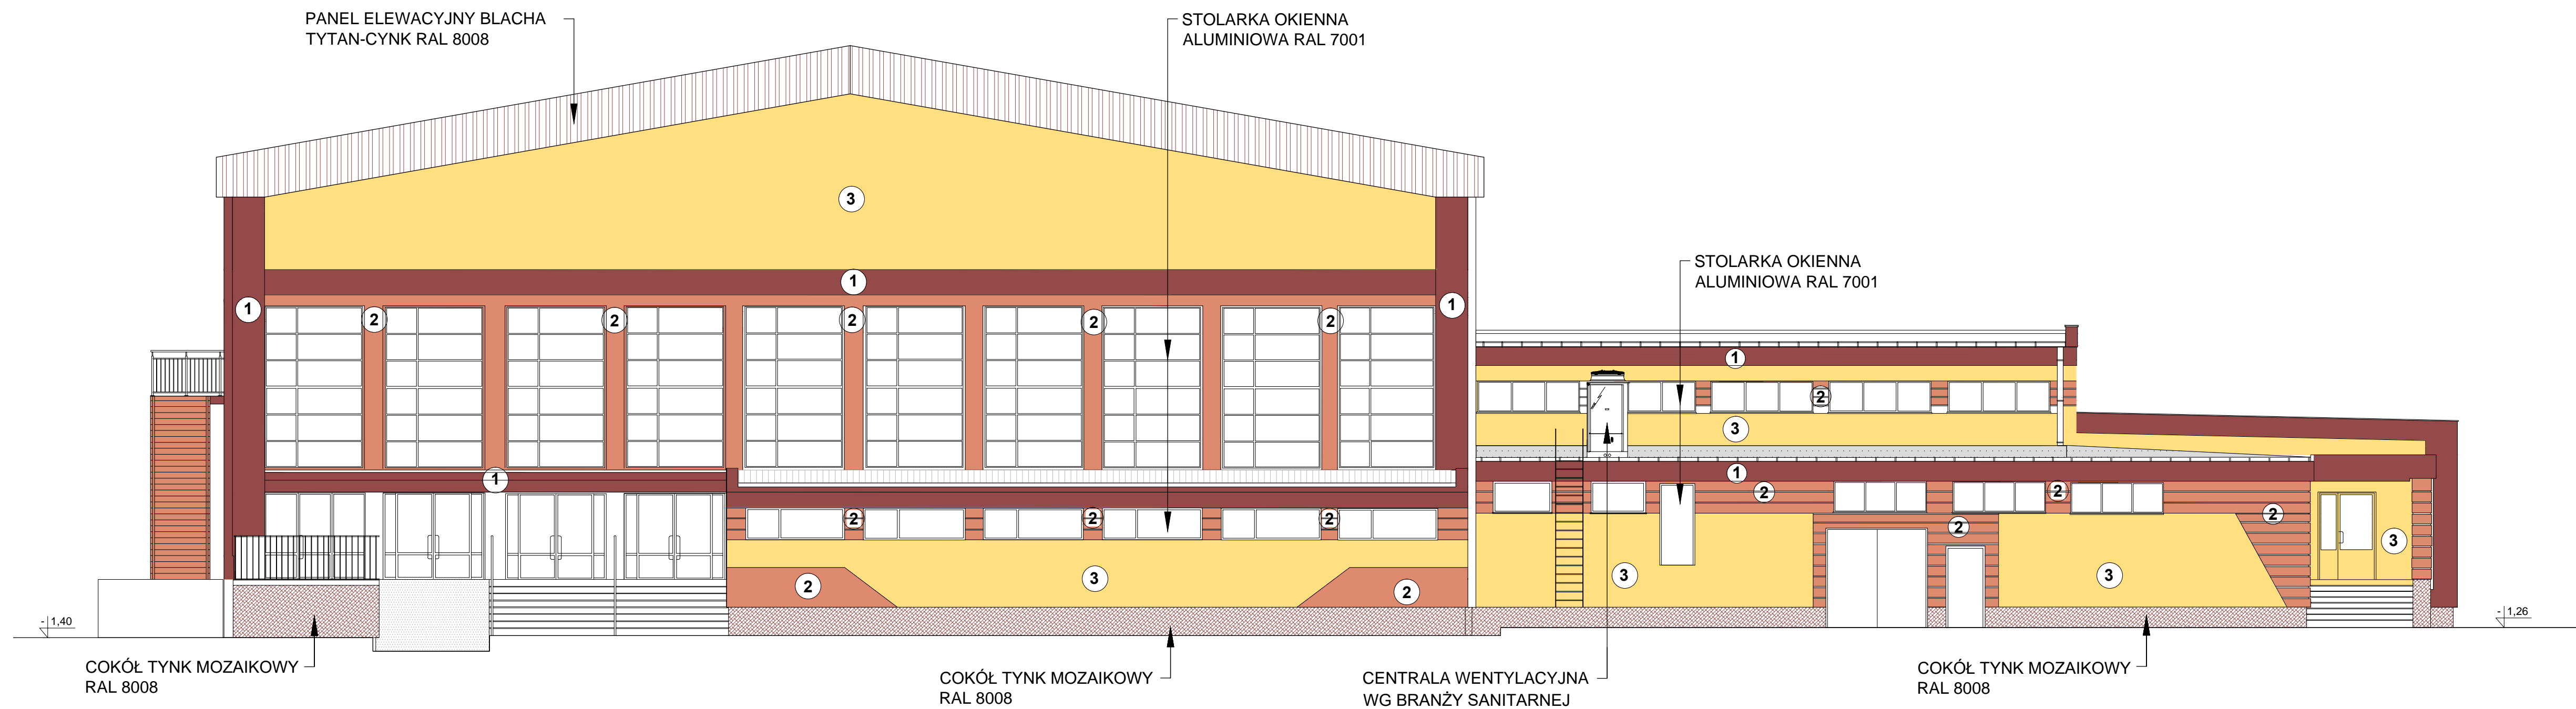 PANEL ELEWACYJNY BLACHA
TYTAN-CYNK RAL 8008
STOLARKA OKIENNA
ALUMINIOWA RAL 7001
3
STOLARKA OKIENNA
ALUMINIOWA RAL 7001
1
1
1
2
2
2
2
2
1
2
3
1
1
2
2
2
2
2
2
2
2
3
2
3
2
3
3
- 1,40
- 1,26
COKÓŁ TYNK MOZAIKOWY
RAL 8008
COKÓŁ TYNK MOZAIKOWY
RAL 8008
CENTRALA WENTYLACYJNA
WG BRANŻY SANITARNEJ
COKÓŁ TYNK MOZAIKOWY
RAL 8008